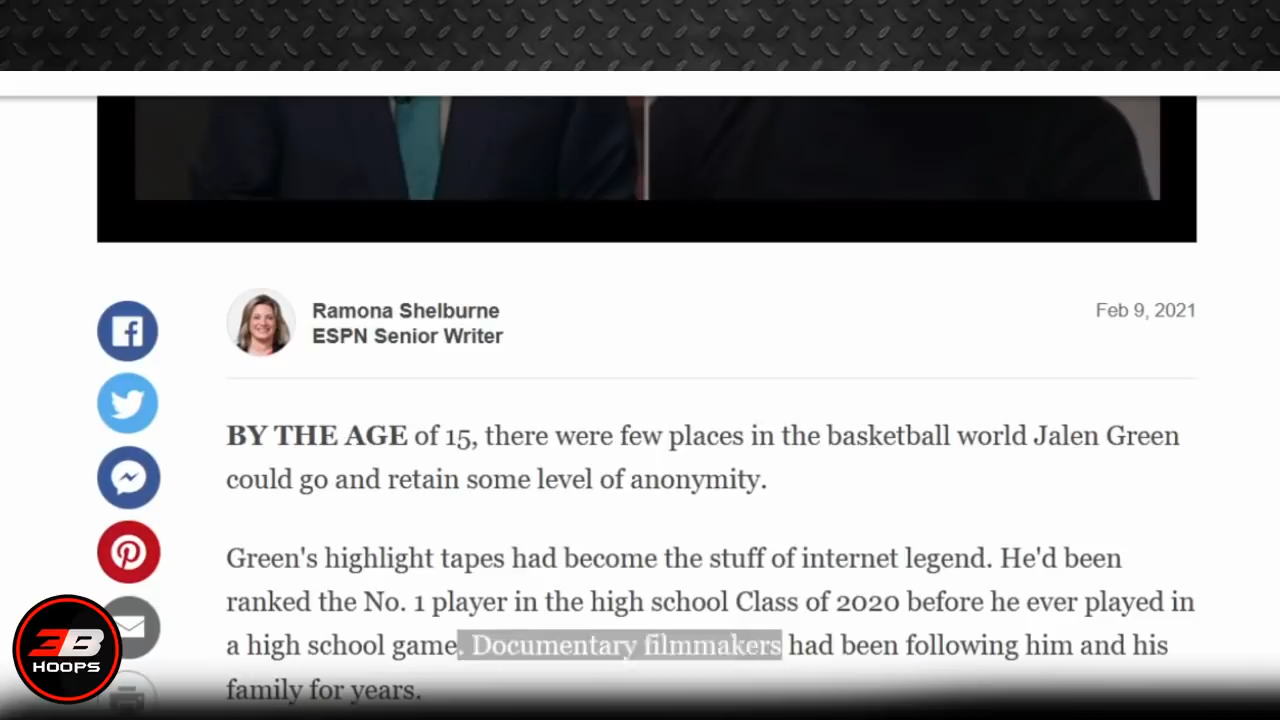 Ramona Shelburne
Feb 9, 2021
ESPN Senior Writer
BY THE AGE of 15, there were few places in the basketball world Jalen Green
could go and retain some level of anonymity.
Green's highlight tapes had become the stuff of internet legend. He'd been
ranked the No. 1 player in the high school Class of 2020 before he ever played in
a high school game. Documentary filmmakers had been following him and his
family for years.
3B
HOOPS